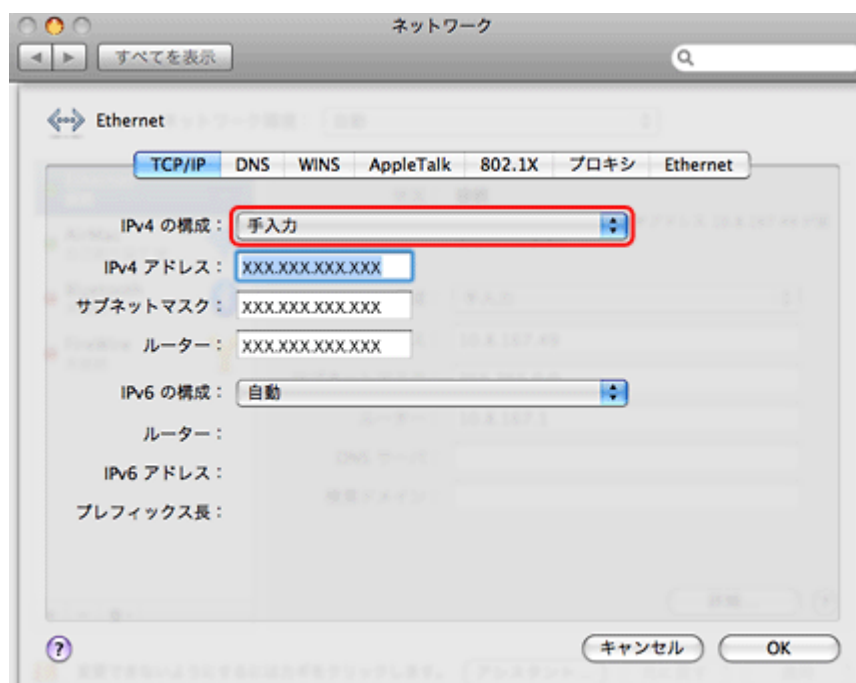 ネットワーク
すべてを表示
Ethernet
TCP/IP DNS WINS AppleTalk 802.1X プロキシ Ethernet
IPv4 の構成： 手入力
IPv4 アドレス： XXX.XXX.XXX.XXX
サブネットマスク： XXX.XXX.XXX.XXX
ルーター： XXX.XXX.XXX.XXX
IPv6 の構成： 自動
ルーター：
IPv6 アドレス：
プレフィックス長：
? キャンセル OK